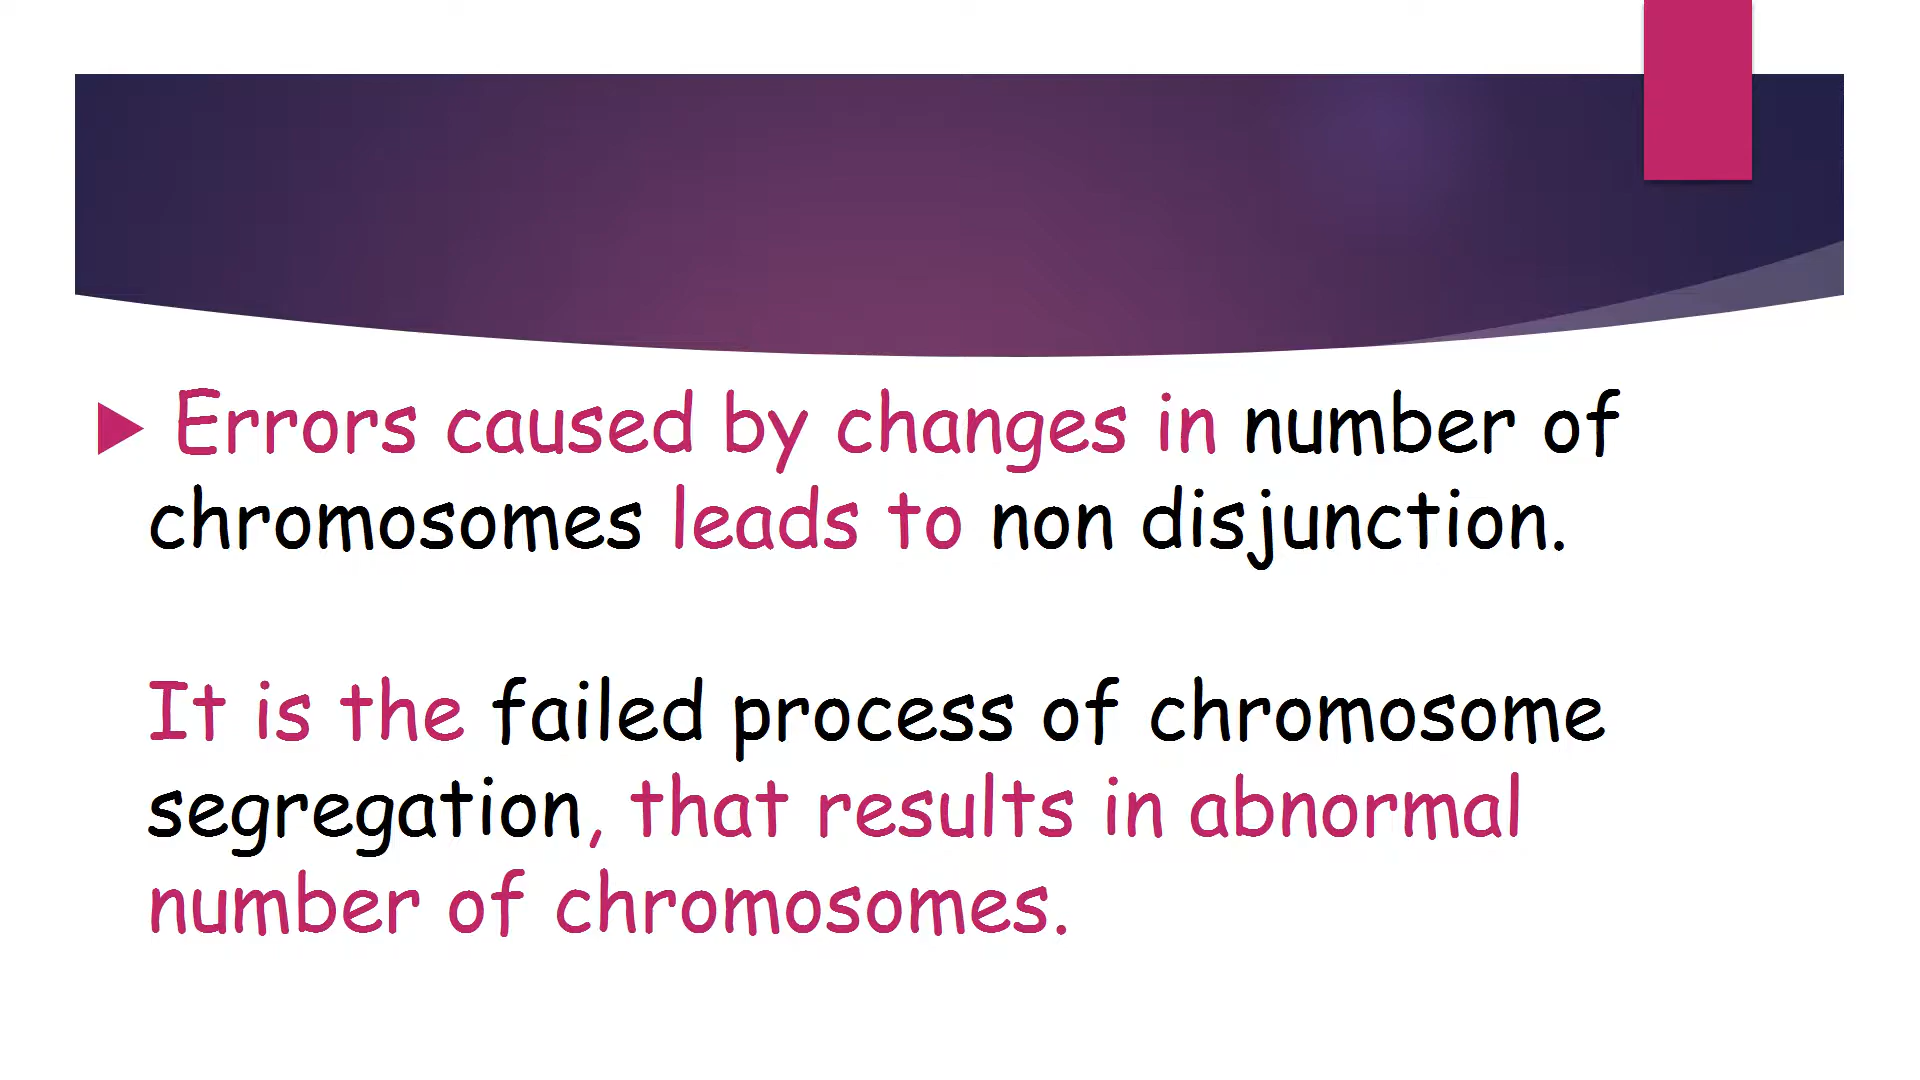 Errors caused by changes in number of
chromosomes leads to non disjunction.
It is the failed process of chromosome
segregation, that results in abnormal
number of chromosomes.